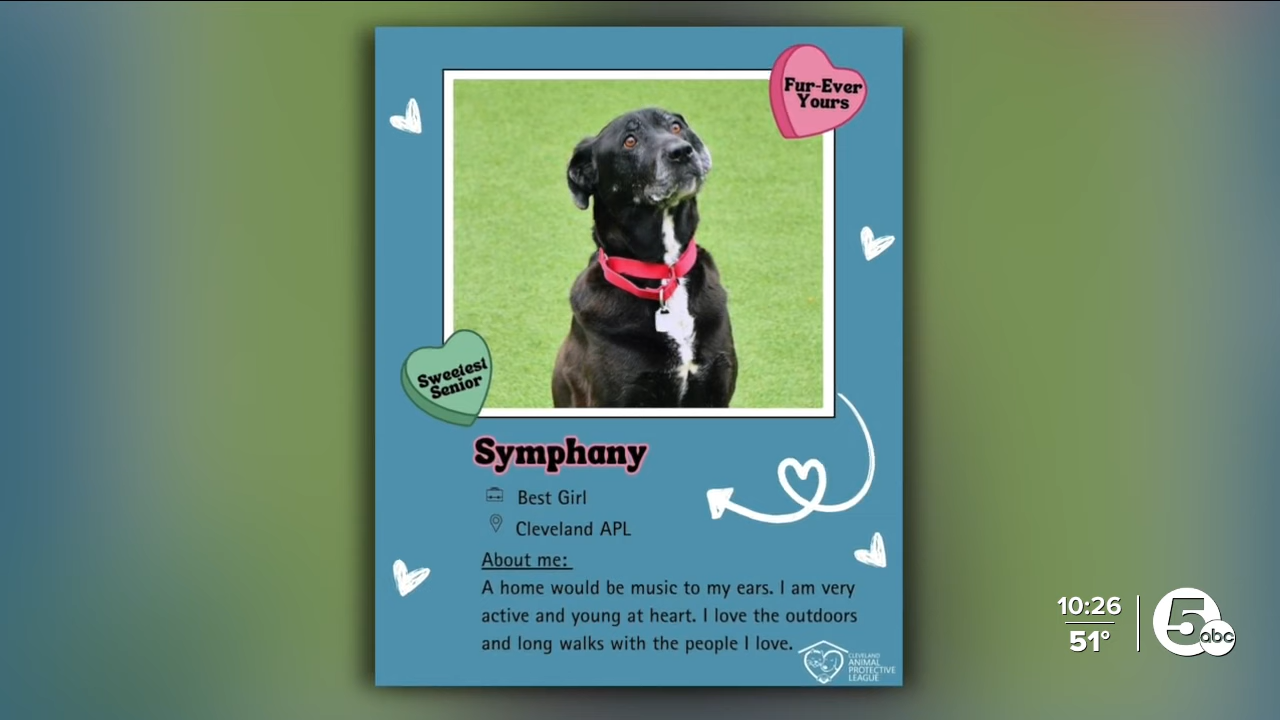 Fur-Ever
Yours
Sweetest
Senior
Symphany
Best Girl
Cleveland APL
About me:
A home would be music to my ears. I am very
active and young at heart. I love the outdoors
and long walks with the people I love.
CLEVELAND
ANIMAL
PROTECTIVE
LEAGUE
10:26
51°
5
abc